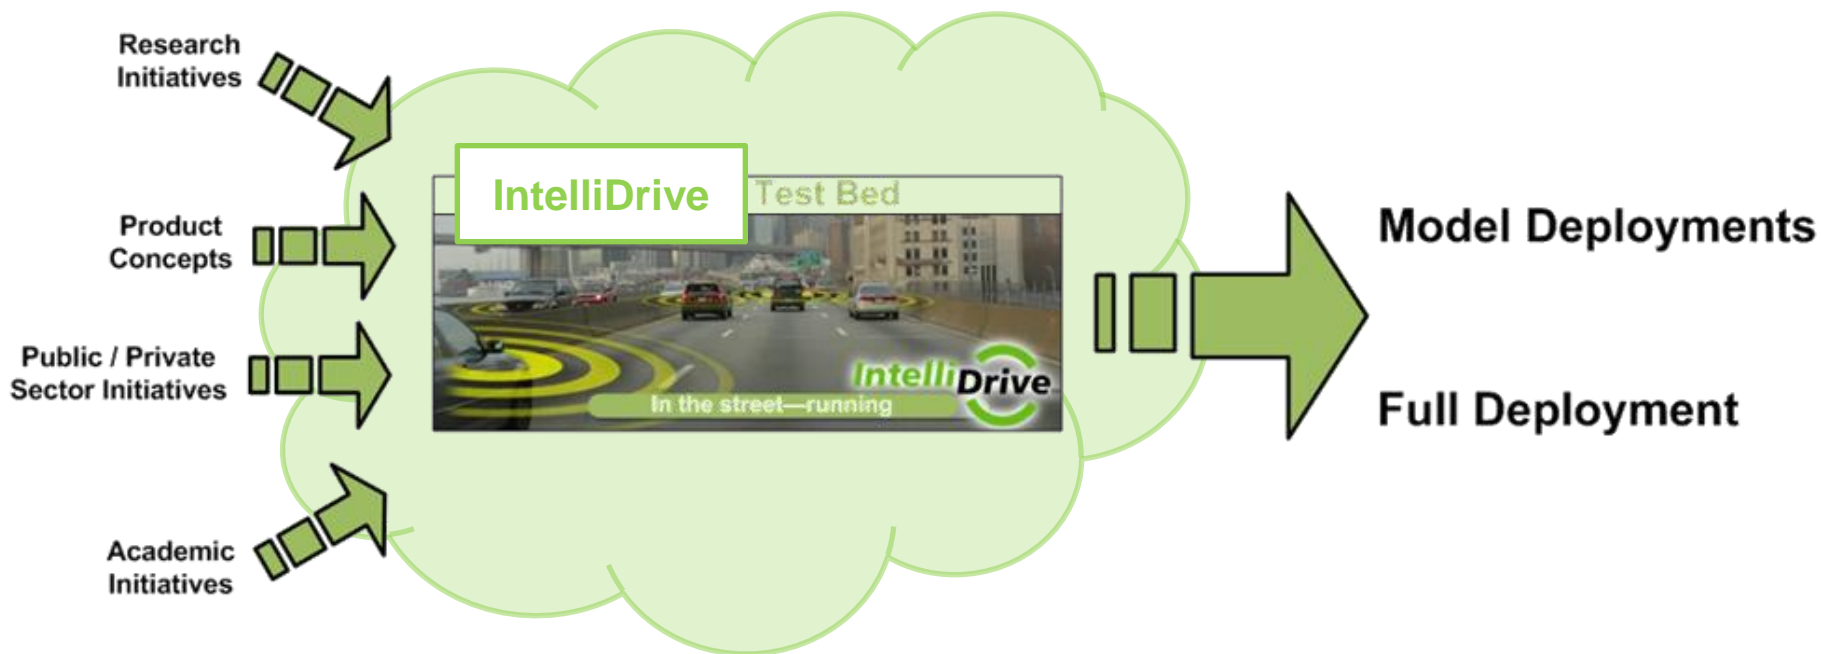 Research
Initiatives
Product
Concepts
Public / Private
Sector Initiatives
Academic
Initiatives
IntelliDrive Test Bed
IntelliDrive
In the street—running
Model Deployments
Full Deployment